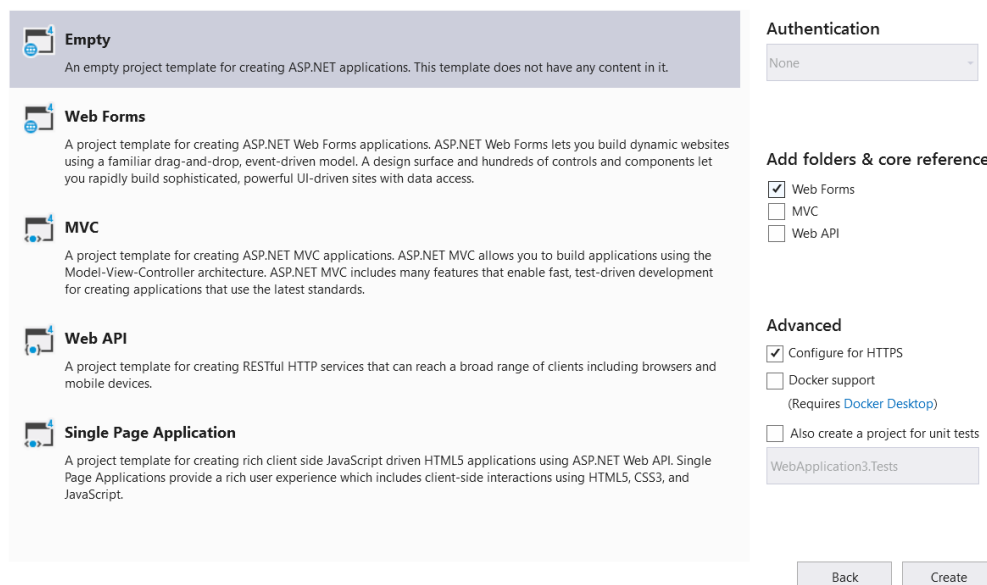 Empty
An empty project template for creating ASP.NET applications. This template does not have any content in it.
Web Forms
A project template for creating ASP.NET Web Forms applications. ASP.NET Web Forms lets you build dynamic websites
using a familiar drag-and-drop, event-driven model. A design surface and hundreds of controls and components let
you rapidly build sophisticated, powerful UI-driven sites with data access.
MVC
A project template for creating ASP.NET MVC applications. ASP.NET MVC allows you to build applications using the
Model-View-Controller architecture. ASP.NET MVC includes many features that enable fast, test-driven development
for creating applications that use the latest standards.
Web API
A project template for creating RESTful HTTP services that can reach a broad range of clients including browsers and
mobile devices.
Single Page Application
A project template for creating rich client side JavaScript driven HTML5 applications using ASP.NET Web API. Single
Page Applications provide a rich user experience which includes client-side interactions using HTML5, CSS3, and
JavaScript.
Authentication
None
Add folders & core reference
Web Forms
MVC
Web API
Advanced
Configure for HTTPS
Docker support
(Requires Docker Desktop)
Also create a project for unit tests
WebApplication3.Tests
Back
Create